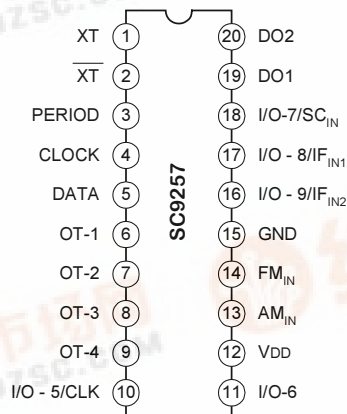 XT 1 20 DO2
XT 2 19 DO1
PERIOD 3 18 I/O-7/SCIN
CLOCK 4 17 I/O - 8/IFIN1
DATA 5 16 I/O - 9/IFIN2
OT-1 6 15 GND
OT-2 7 14 FMIN
OT-3 8 13 AMIN
OT-4 9 12 VDD
I/O - 5/CLK 10 11 I/O-6
SC9257